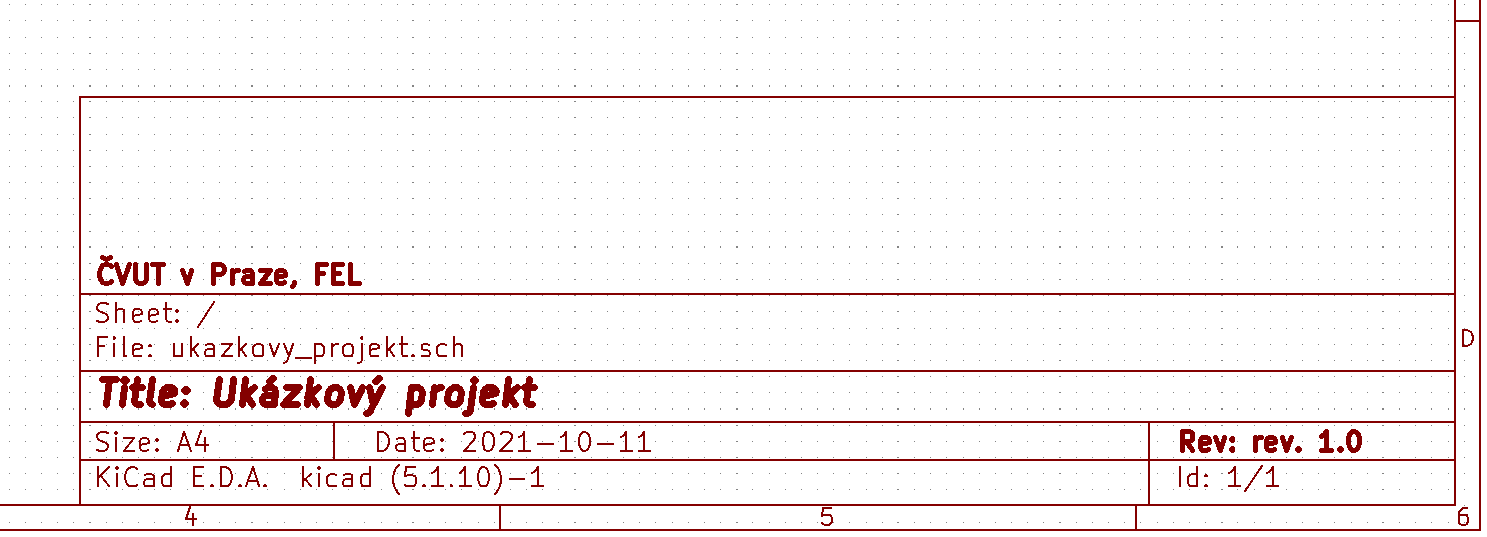 ČVUT v Praze, FEL
Sheet: /
File: ukazkovy_projekt.sch
D
Title: Ukázkový projekt
Size: A4 Date: 2021-10-11 Rev: rev. 1.0
KiCad E.D.A. kicad (5.1.10)-1 Id: 1/1
4 5 6